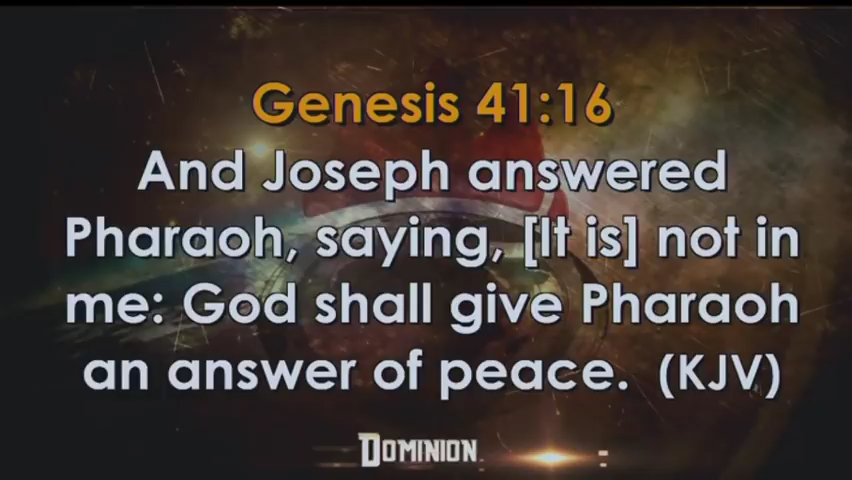 Genesis 41:16
And Joseph answered
Pharaoh, saying, [It is] not in
me: God shall give Pharaoh
an answer of peace. (KJV)
DOMINION